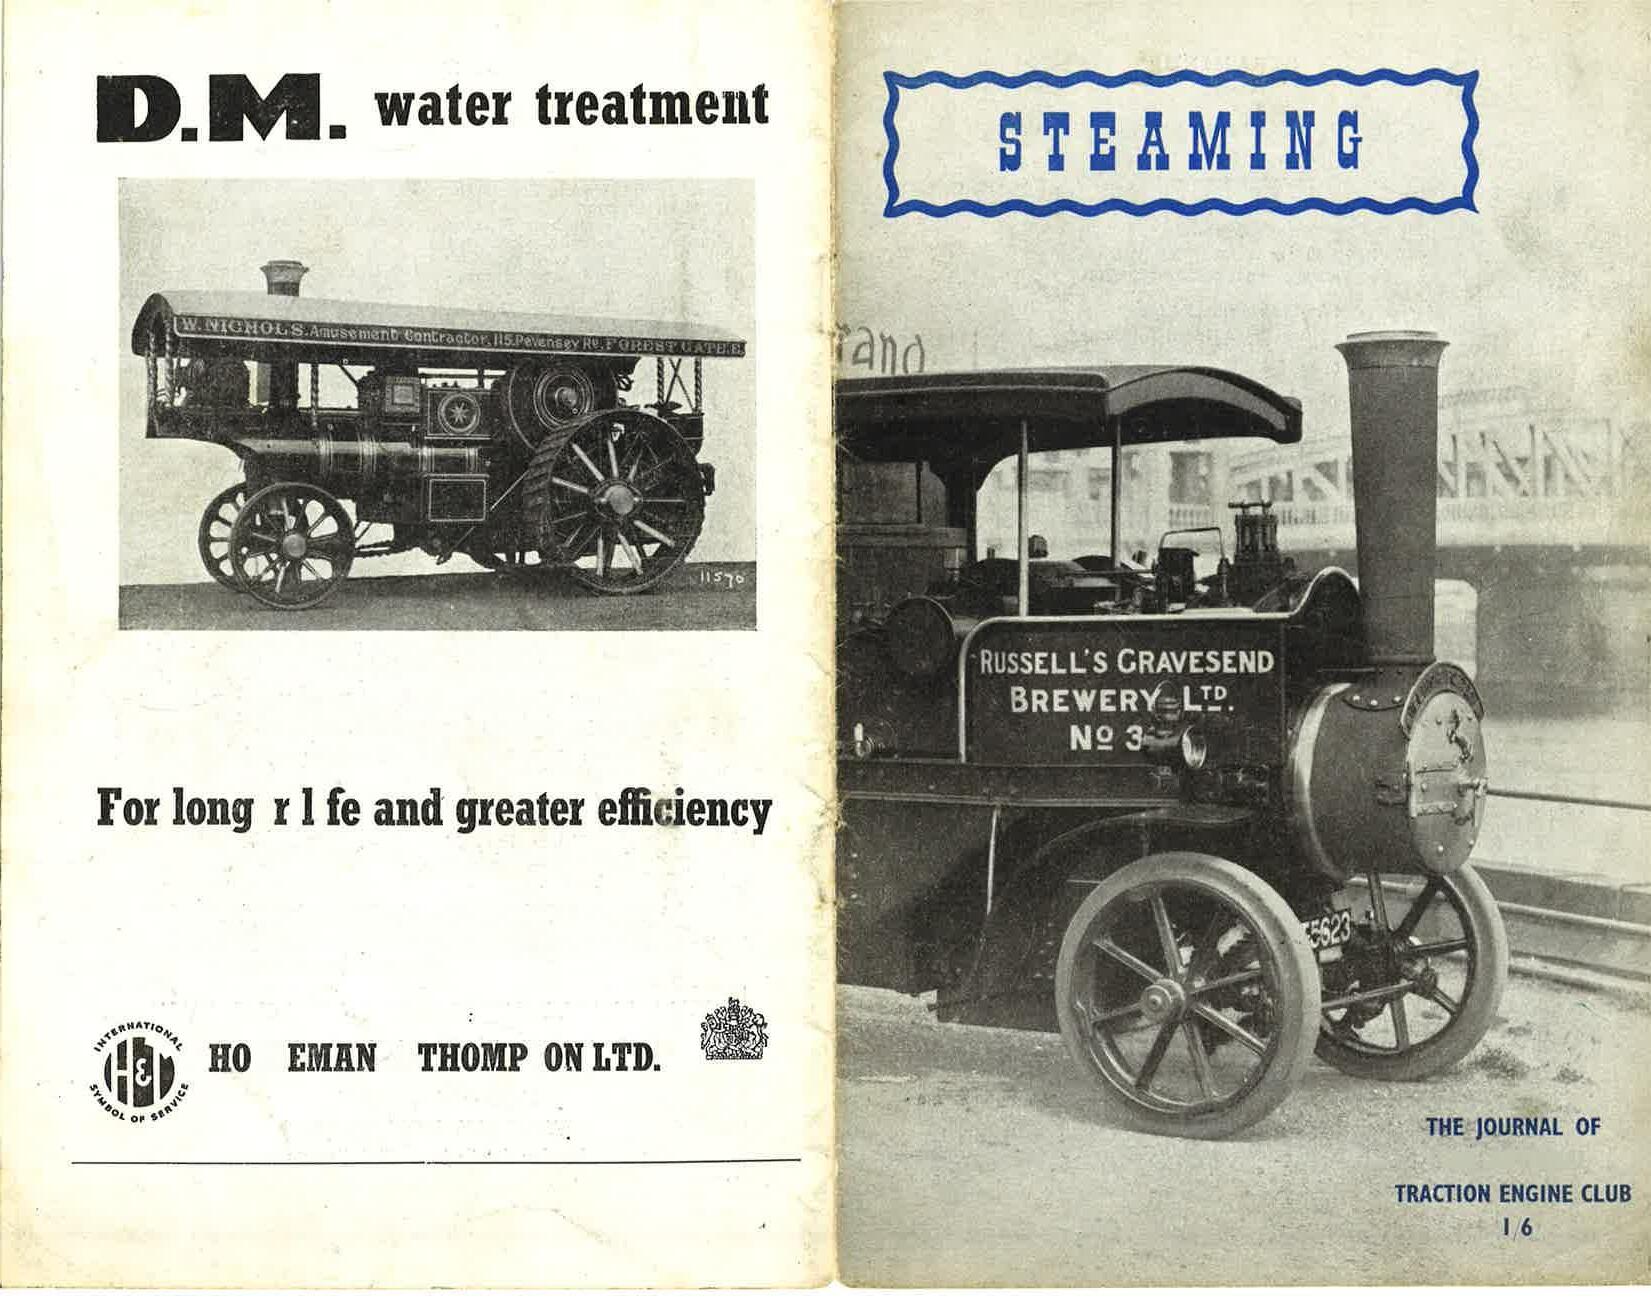 D.M. water treatment
W. NICHOLS. Amusement Contractor, 115, Pevensey Rd. FOREST GATE. E.
11570
For long r l fe and greater efficiency
INTERNATIONAL
H&T
SYMBOL OF SERVICE
HO EMAN THOMP ON LTD.
STEAMING
rand
RUSSELL'S GRAVESEND
BREWERY LTD.
No 3
5623
THE JOURNAL OF
TRACTION ENGINE CLUB
1/6